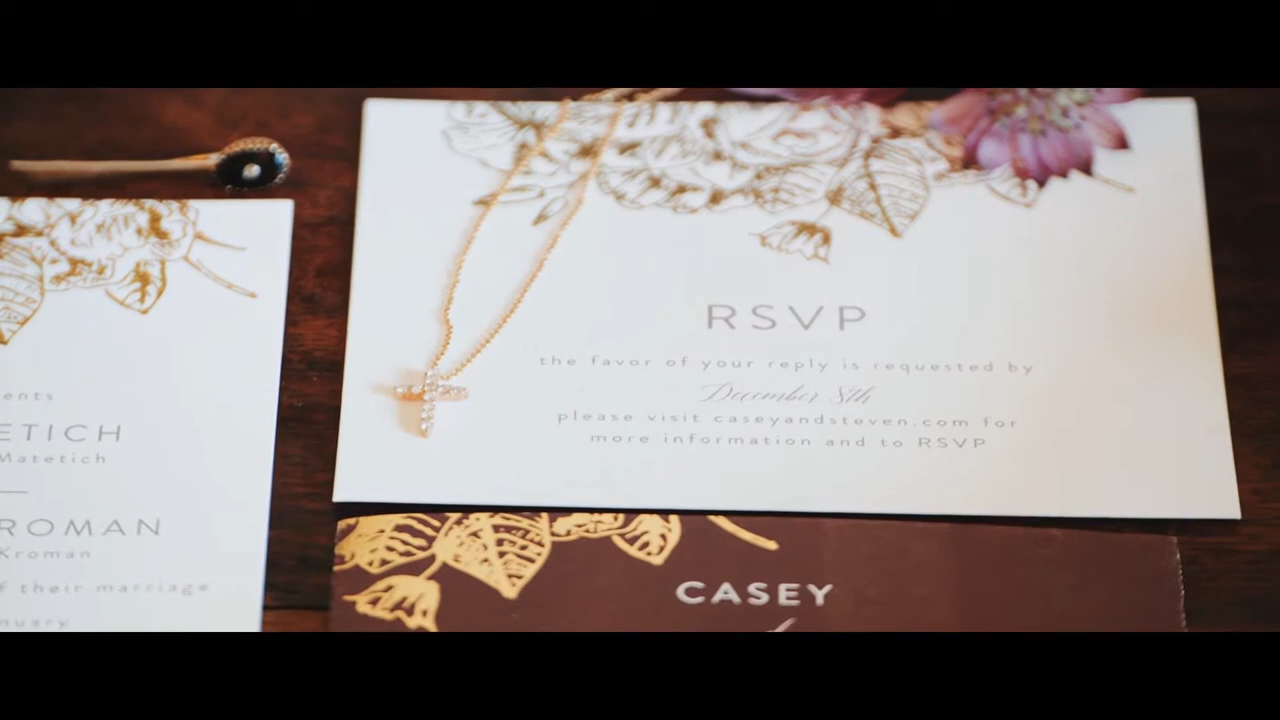 ents
ETICH
Matetich
ROMAN
Kroman
f their marriage
nuary
RSVP
the favor of your reply is requested by
December 8th
please visit caseyandsteven.com for
more information and to RSVP
CASEY